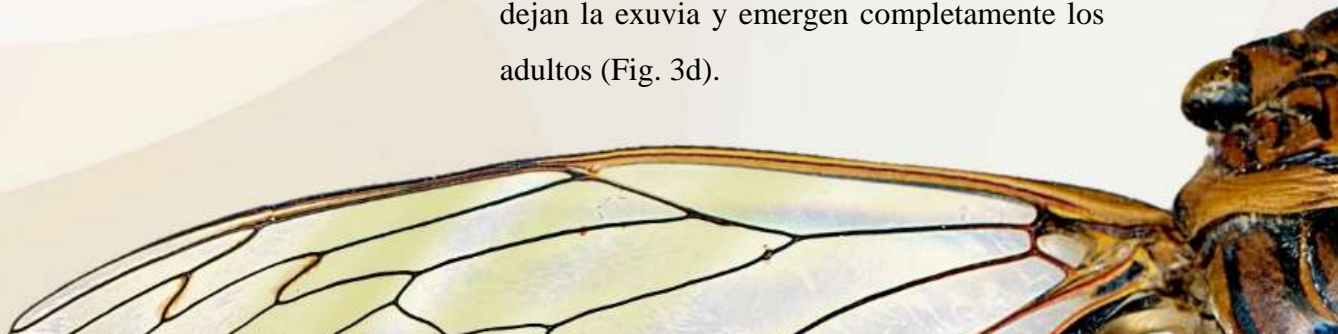 dejan la exuvia y emergen completamente los
adultos (Fig. 3d).